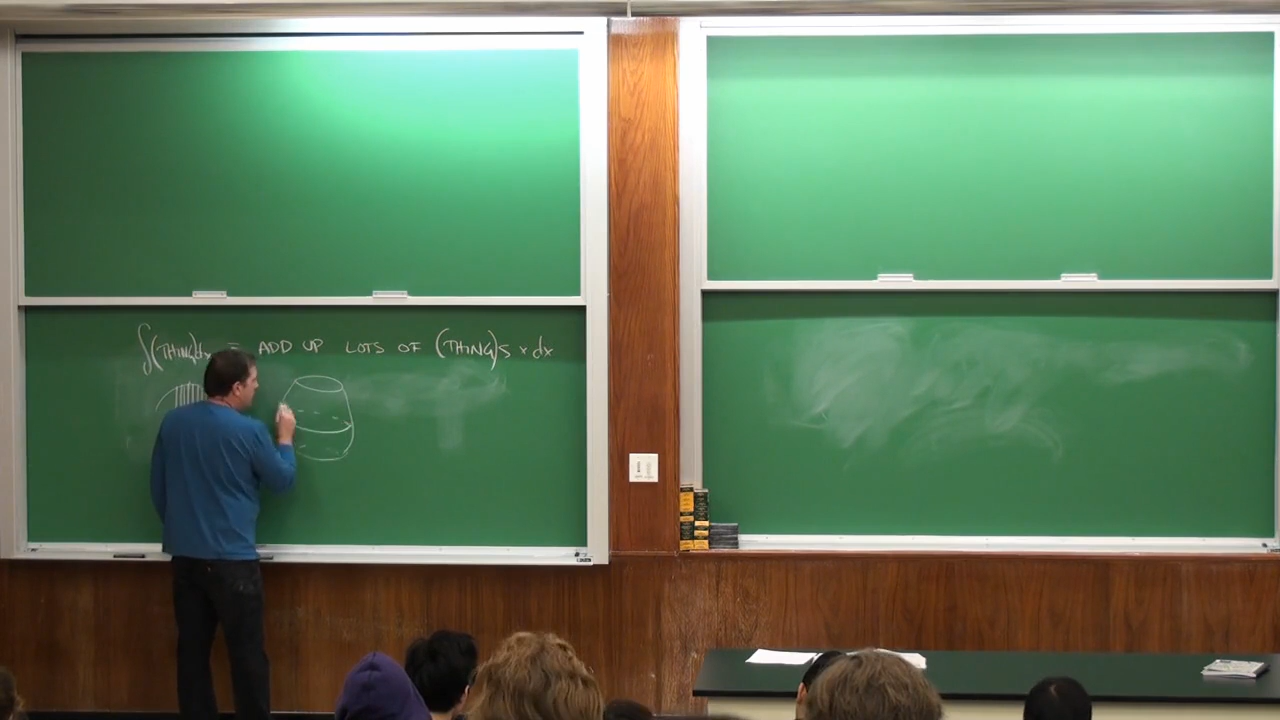 ∫(THING)dx = ADD UP LOTS OF (THING)S × dx